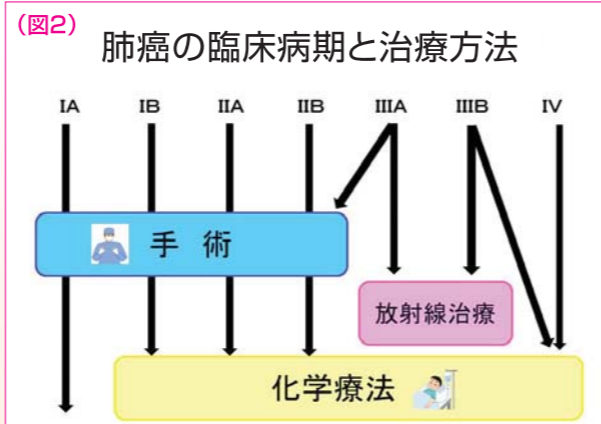 (図2)
肺癌の臨床病期と治療方法
IA IB IIA IIB IIIA IIIB IV
手 術
放射線治療
化学療法